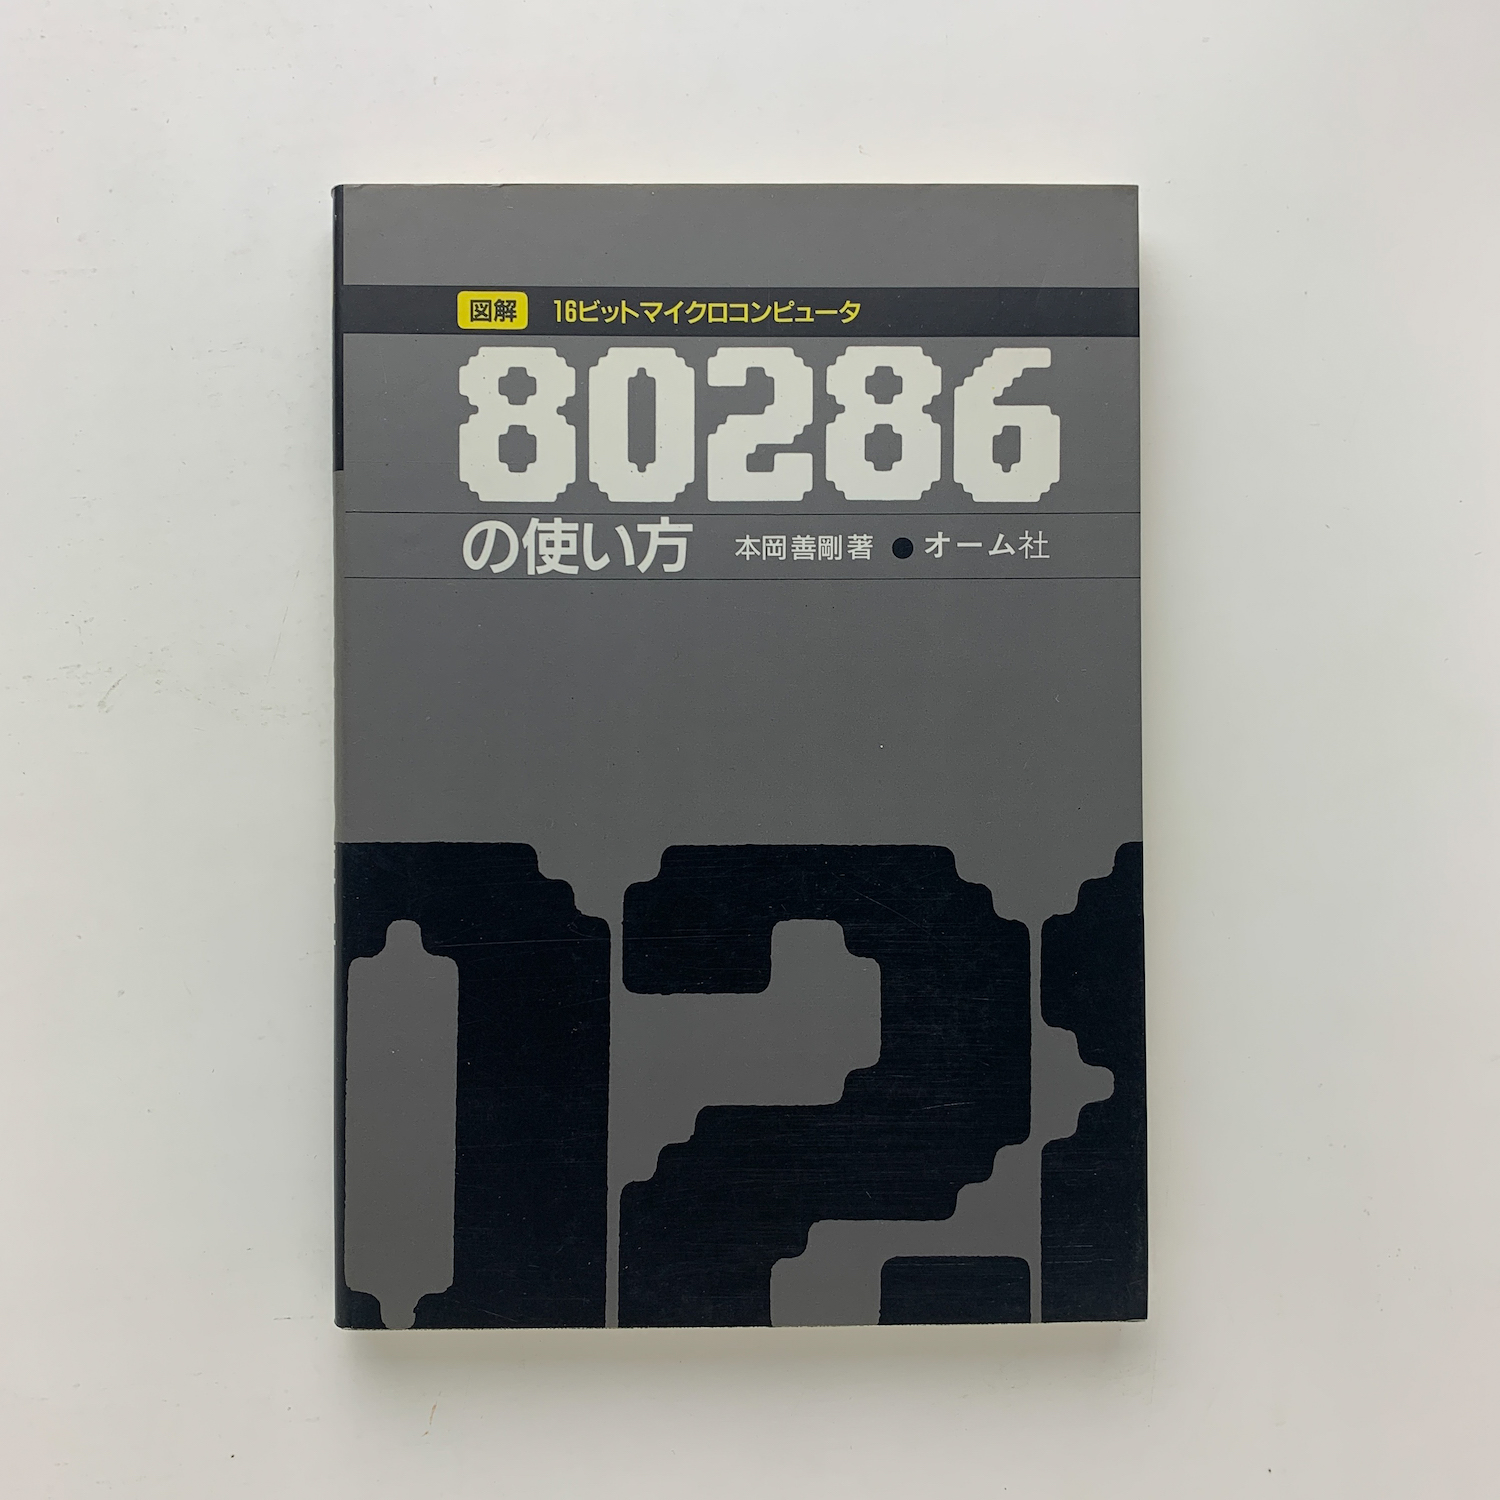 図解 16ビットマイクロコンピュータ
80286
の使い方 本岡善剛著 ●オーム社
028